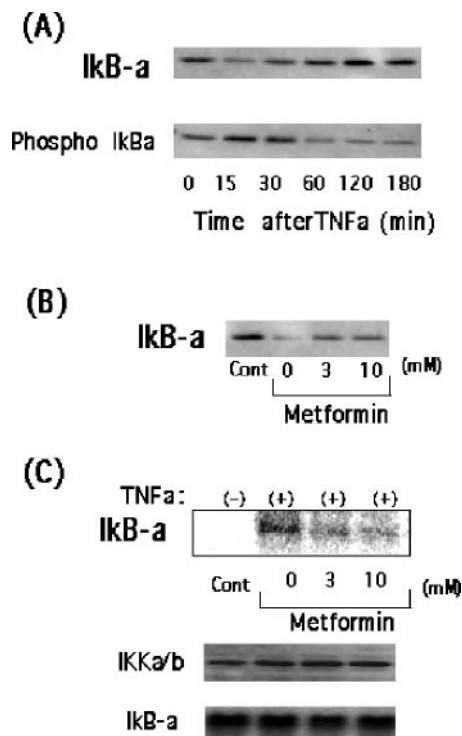 (A)
IkB-a
Phospho IkBa
0 15 30 60 120 180
Time afterTNFa (min)
(B)
IkB-a
Cont 0 3 10 (mM)
Metformin
(C)
TNFa: (-) (+) (+) (+)
IkB-a
Cont 0 3 10 (mM)
Metformin
IKKa/b
IkB-a